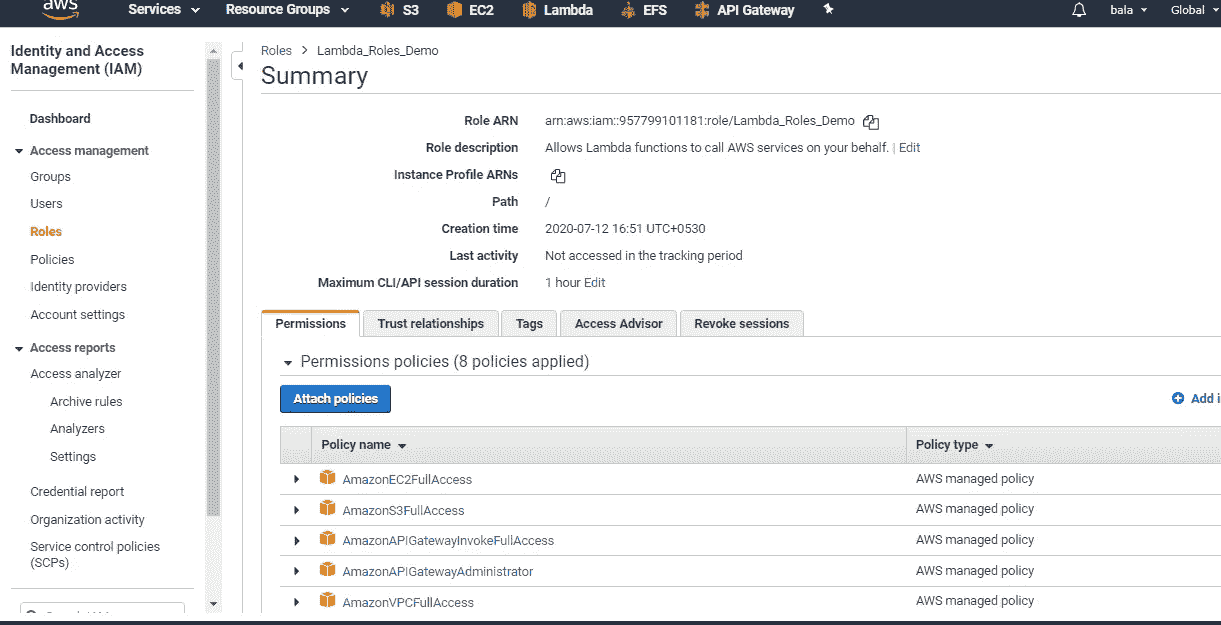 aws Services Resource Groups S3 EC2 Lambda EFS API Gateway bala Global
Identity and Access
Management (IAM)
Dashboard
Access management
Groups
Users
Roles
Policies
Identity providers
Account settings
Access reports
Access analyzer
Archive rules
Analyzers
Settings
Credential report
Organization activity
Service control policies
(SCPs)
Roles > Lambda_Roles_Demo
Summary
Role ARN arn:aws:iam::957799101181:role/Lambda_Roles_Demo
Role description Allows Lambda functions to call AWS services on your behalf. | Edit
Instance Profile ARNs
Path /
Creation time 2020-07-12 16:51 UTC+0530
Last activity Not accessed in the tracking period
Maximum CLI/API session duration 1 hour Edit
Permissions Trust relationships Tags Access Advisor Revoke sessions
Permissions policies (8 policies applied)
Attach policies Add i
Policy name Policy type
AmazonEC2FullAccess AWS managed policy
AmazonS3FullAccess AWS managed policy
AmazonAPIGatewayInvokeFullAccess AWS managed policy
AmazonAPIGatewayAdministrator AWS managed policy
AmazonVPCFullAccess AWS managed policy